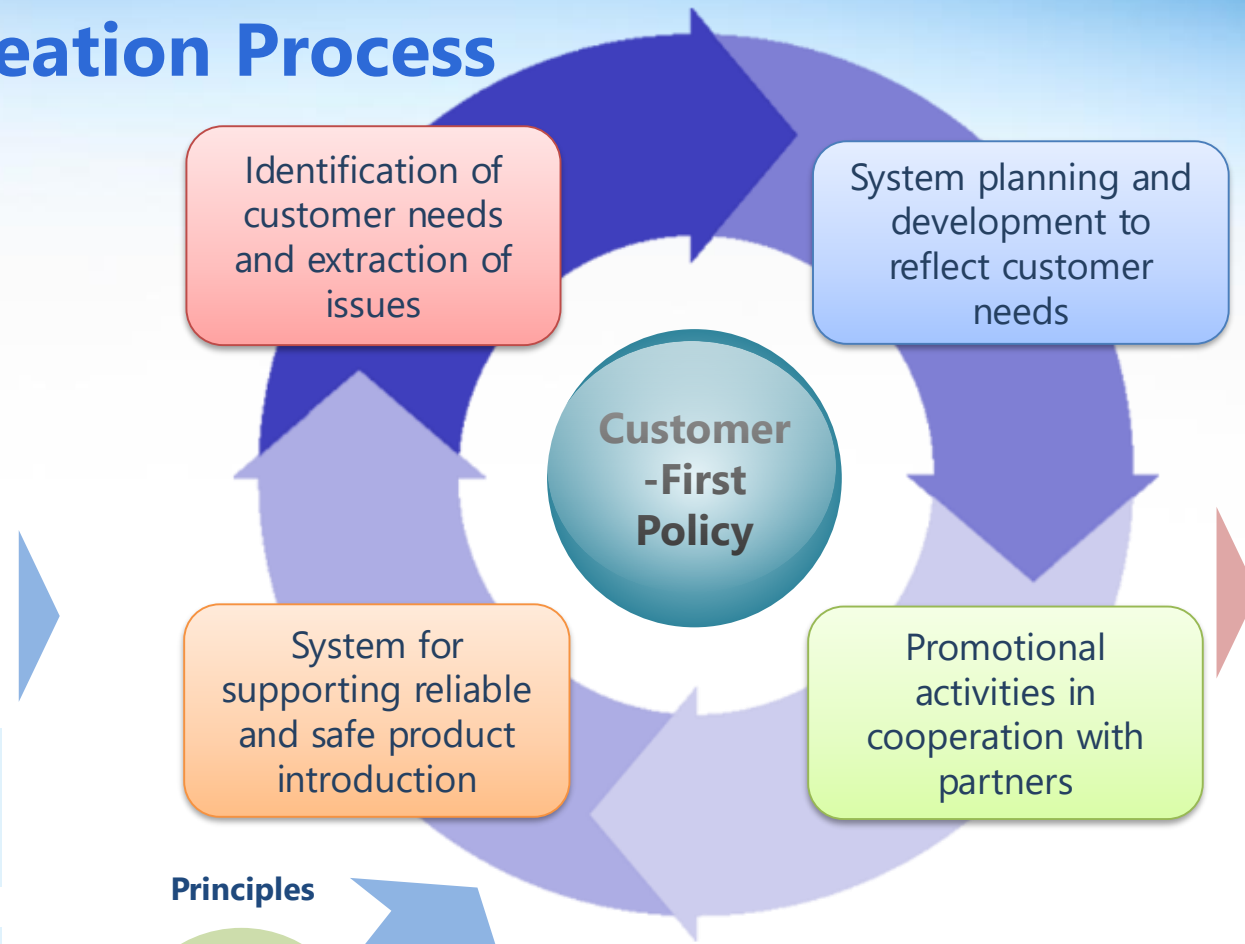 eation Process
Identification of
customer needs
and extraction of
issues
System planning and
development to
reflect customer
needs
Customer
-First
Policy
System for
supporting reliable
and safe product
introduction
Promotional
activities in
cooperation with
partners
Principles